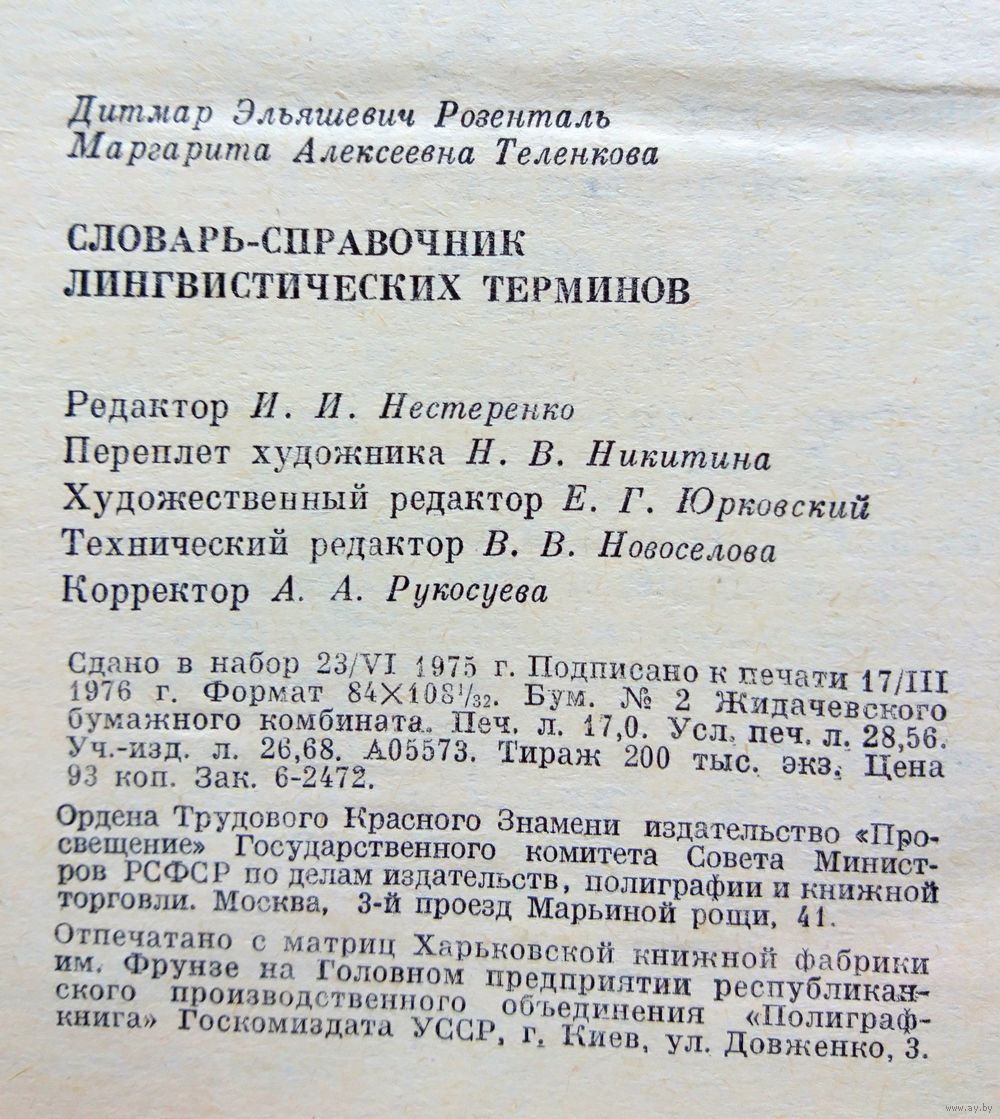 Дитмар Эльяшевич Розенталь
Маргарита Алексеевна Теленкова
СЛОВАРЬ-СПРАВОЧНИК
ЛИНГВИСТИЧЕСКИХ ТЕРМИНОВ
Редактор И. И. Нестеренко
Переплет художника Н. В. Никитина
Художественный редактор Е. Г. Юрковский
Технический редактор В. В. Новоселова
Корректор А. А. Рукосуева
Сдано в набор 23/VI 1975 г. Подписано к печати 17/III
1976 г. Формат 84×108¹/₃₂. Бум. № 2 Жидачевского
бумажного комбината. Печ. л. 17,0. Усл. печ. л. 28,56.
Уч.-изд. л. 26,68. А05573. Тираж 200 тыс. экз. Цена
93 коп. Зак. 6-2472.
Ордена Трудового Красного Знамени издательство «Про-
свещение» Государственного комитета Совета Минист-
ров РСФСР по делам издательств, полиграфии и книжной
торговли. Москва, 3-й проезд Марьиной рощи, 41.
Отпечатано с матриц Харьковской книжной фабрики
им. Фрунзе на Головном предприятии республикан-
ского производственного объединения «Полиграф-
книга» Госкомиздата УССР, г. Киев, ул. Довженко, 3.
www.ay.by